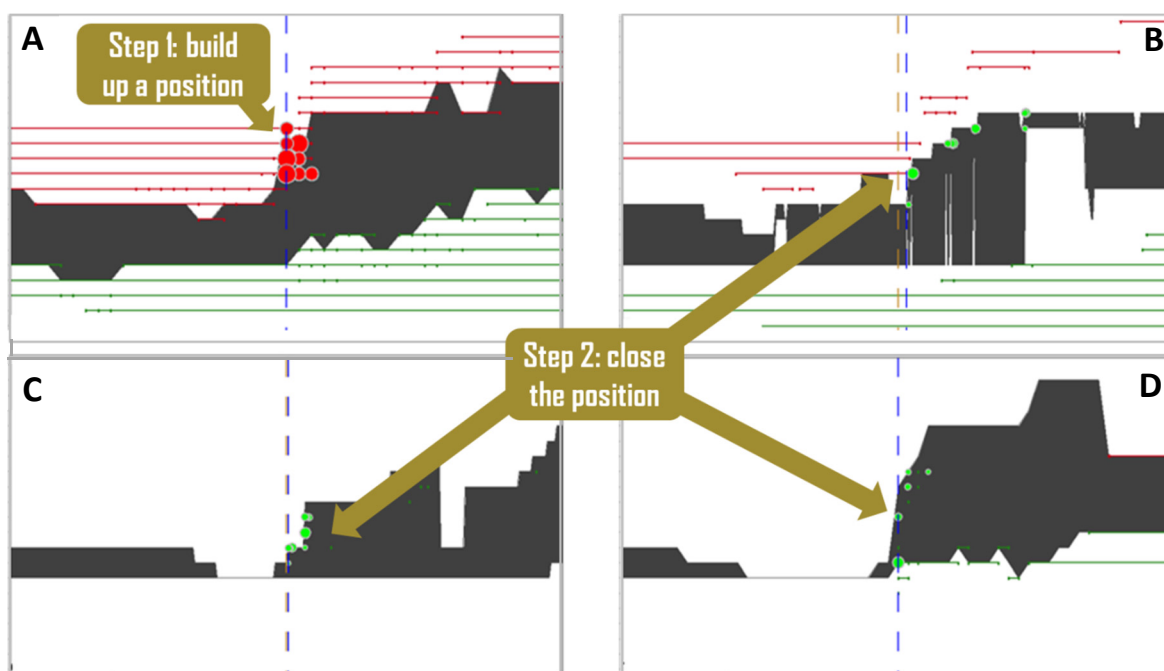 A
Step 1: build
up a position
B
Step 2: close
the position
C
D